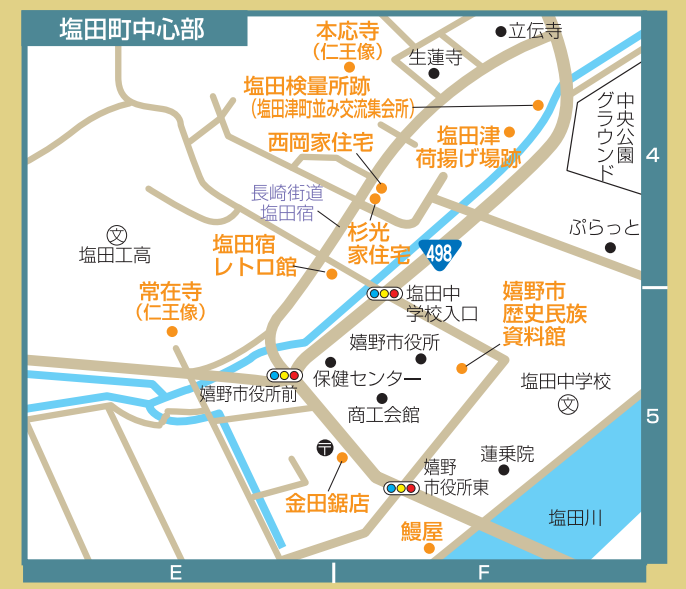 塩田町中心部
本応寺
（仁王像）
立伝寺
生蓮寺
塩田検量所跡
（塩田津町並み交流集会所）
中央公園
グラウンド
塩田津
荷揚げ場跡
西岡家住宅
4
長崎街道
塩田宿
ぷらっと
文
塩田工高
塩田宿
レトロ館
杉光
家住宅
498
常在寺
（仁王像）
塩田中
学校入口
嬉野市
歴史民族
資料館
嬉野市役所
保健センター
塩田中学校
文
嬉野市役所前
商工会館
5
〒
嬉野
市役所東
蓮乗院
金田鋸店
塩田川
鰻屋
E
F